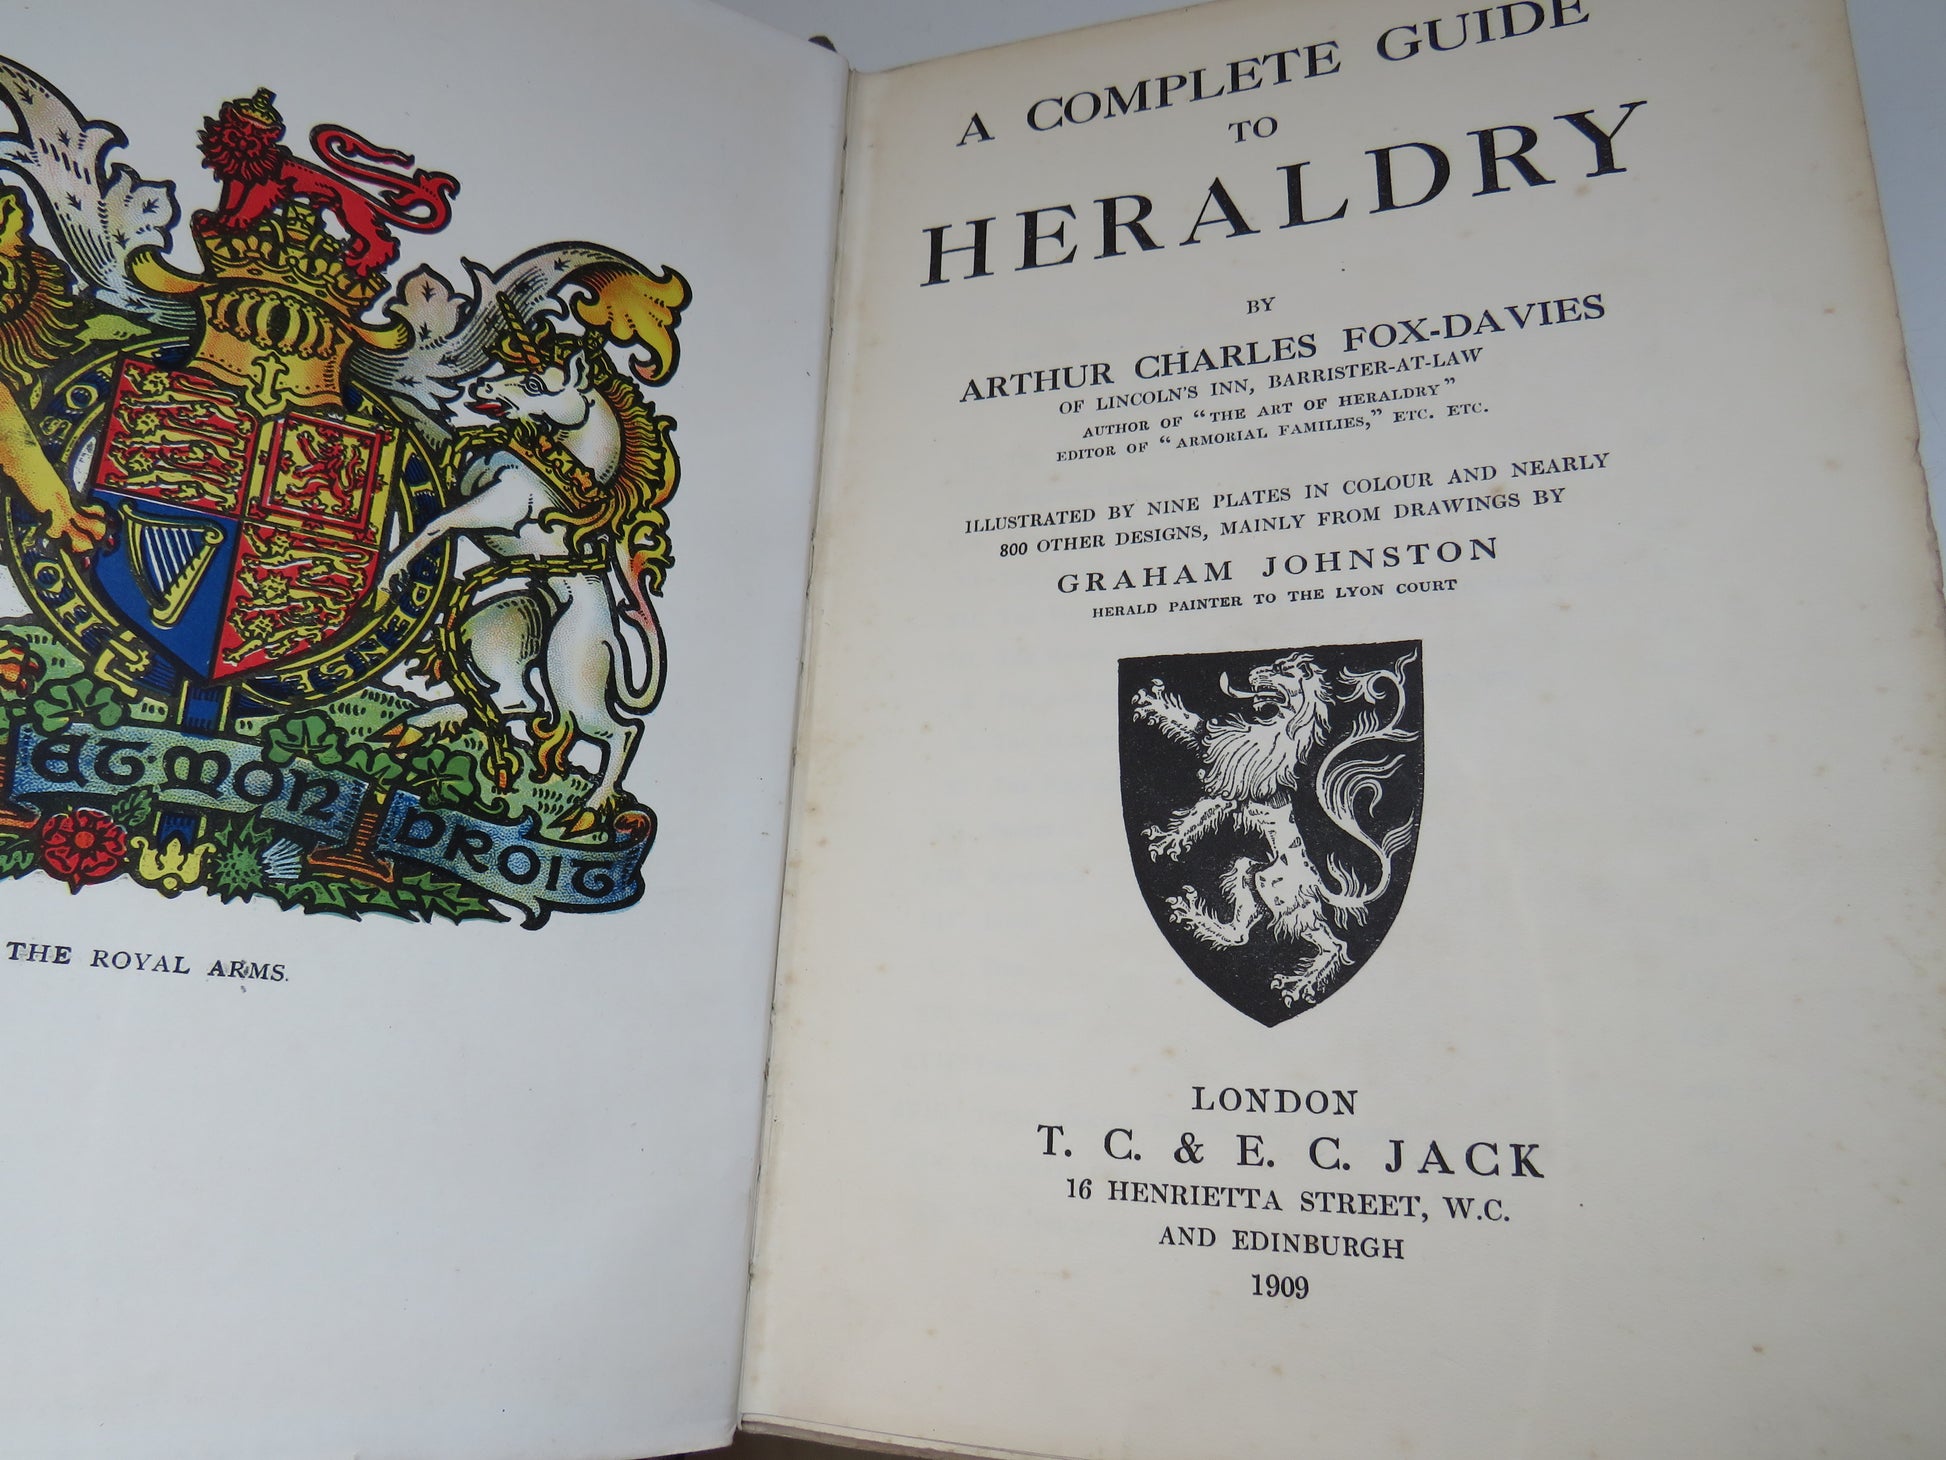 ET·MON DROIT
THE ROYAL ARMS.
A COMPLETE GUIDE
TO
HERALDRY
BY
ARTHUR CHARLES FOX-DAVIES
OF LINCOLN'S INN, BARRISTER-AT-LAW
AUTHOR OF "THE ART OF HERALDRY"
EDITOR OF "ARMORIAL FAMILIES," ETC. ETC.
ILLUSTRATED BY NINE PLATES IN COLOUR AND NEARLY
800 OTHER DESIGNS, MAINLY FROM DRAWINGS BY
GRAHAM JOHNSTON
HERALD PAINTER TO THE LYON COURT
LONDON
T. C. & E. C. JACK
16 HENRIETTA STREET, W.C.
AND EDINBURGH
1909